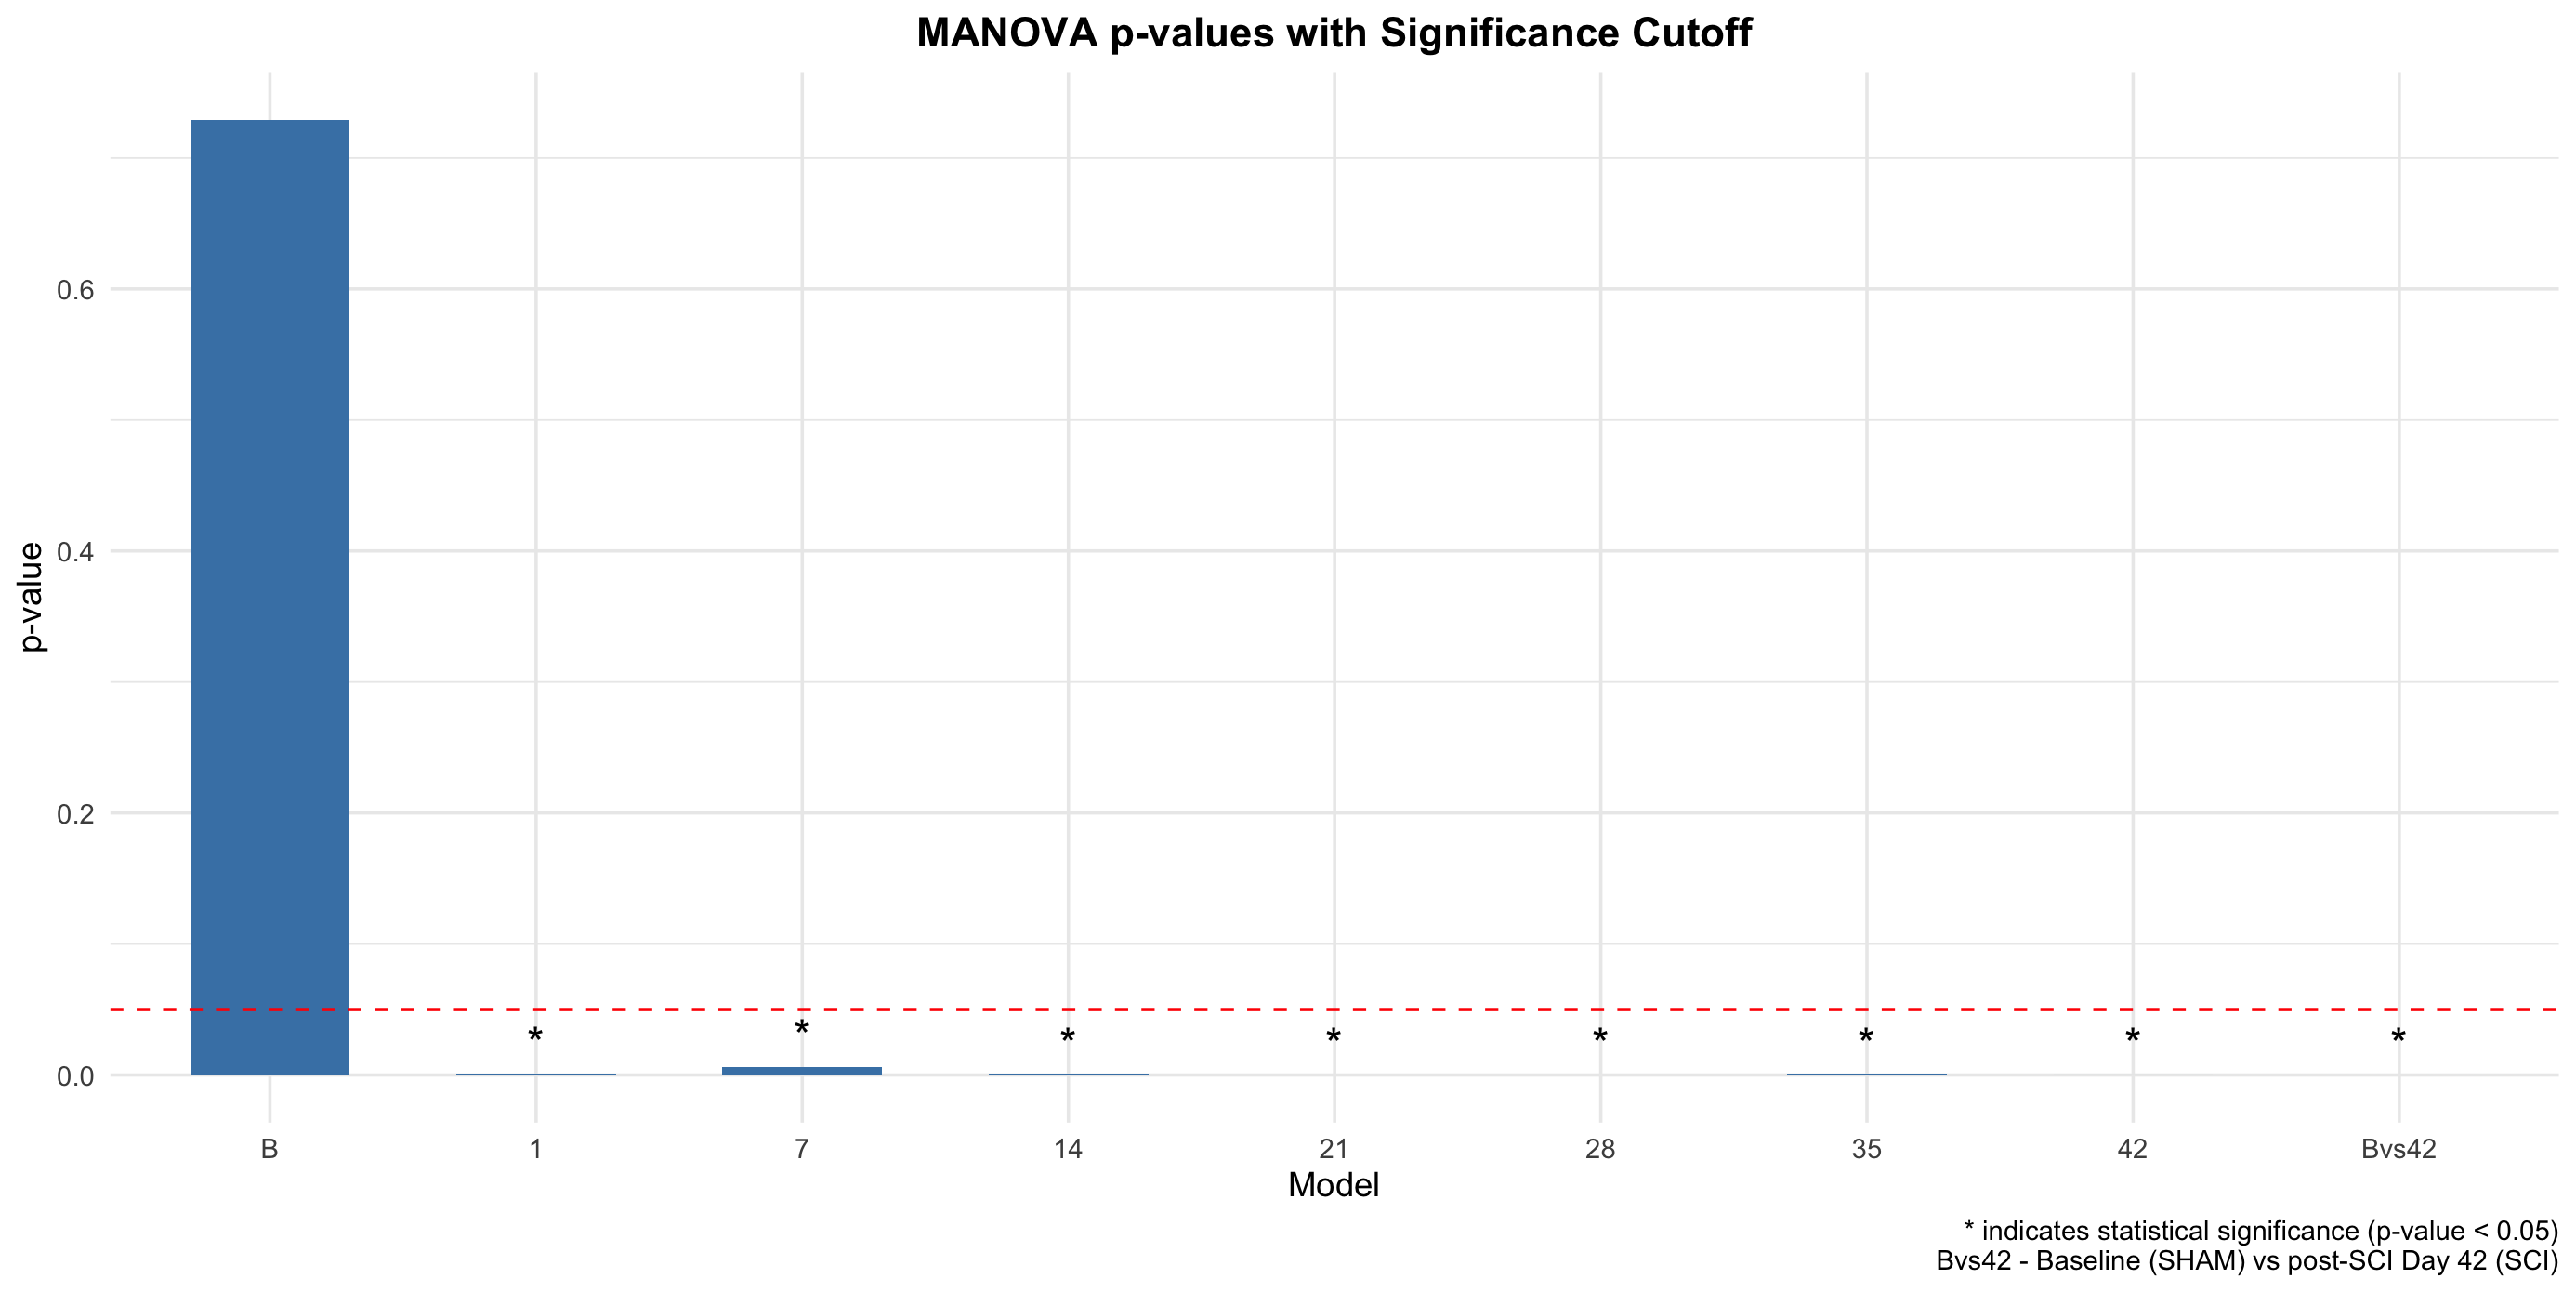 MANOVA p-values with Significance Cutoff
p-value
0.6
0.4
0.2
0.0
* * * * * * * *
B 1 7 14 21 28 35 42 Bvs42
Model
* indicates statistical significance (p-value < 0.05)
Bvs42 - Baseline (SHAM) vs post-SCI Day 42 (SCI)